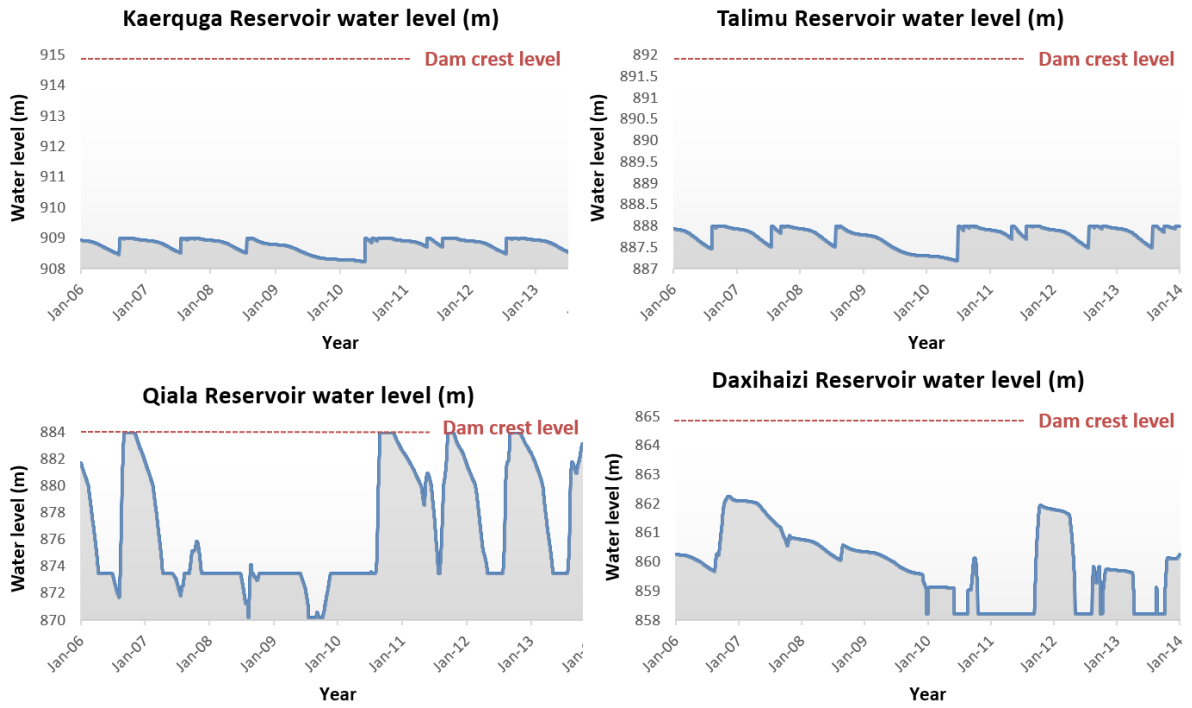 Kaerquga Reservoir water level (m)
915
914
913
912
911
910
909
908
Water level (m)
Dam crest level
Jan-06
Jan-07
Jan-08
Jan-09
Jan-10
Jan-11
Jan-12
Jan-13
Year
Talimu Reservoir water level (m)
892
891.5
891
890.5
890
889.5
889
888.5
888
887.5
887
Water level (m)
Dam crest level
Jan-06
Jan-07
Jan-08
Jan-09
Jan-10
Jan-11
Jan-12
Jan-13
Jan-14
Year
Qiala Reservoir water level (m)
884
882
880
878
876
874
872
870
Water level (m)
Dam crest level
Jan-06
Jan-07
Jan-08
Jan-09
Jan-10
Jan-11
Jan-12
Jan-13
Year
Daxihaizi Reservoir water level (m)
865
864
863
862
861
860
859
858
Water level (m)
Dam crest level
Jan-06
Jan-07
Jan-08
Jan-09
Jan-10
Jan-11
Jan-12
Jan-13
Jan-14
Year